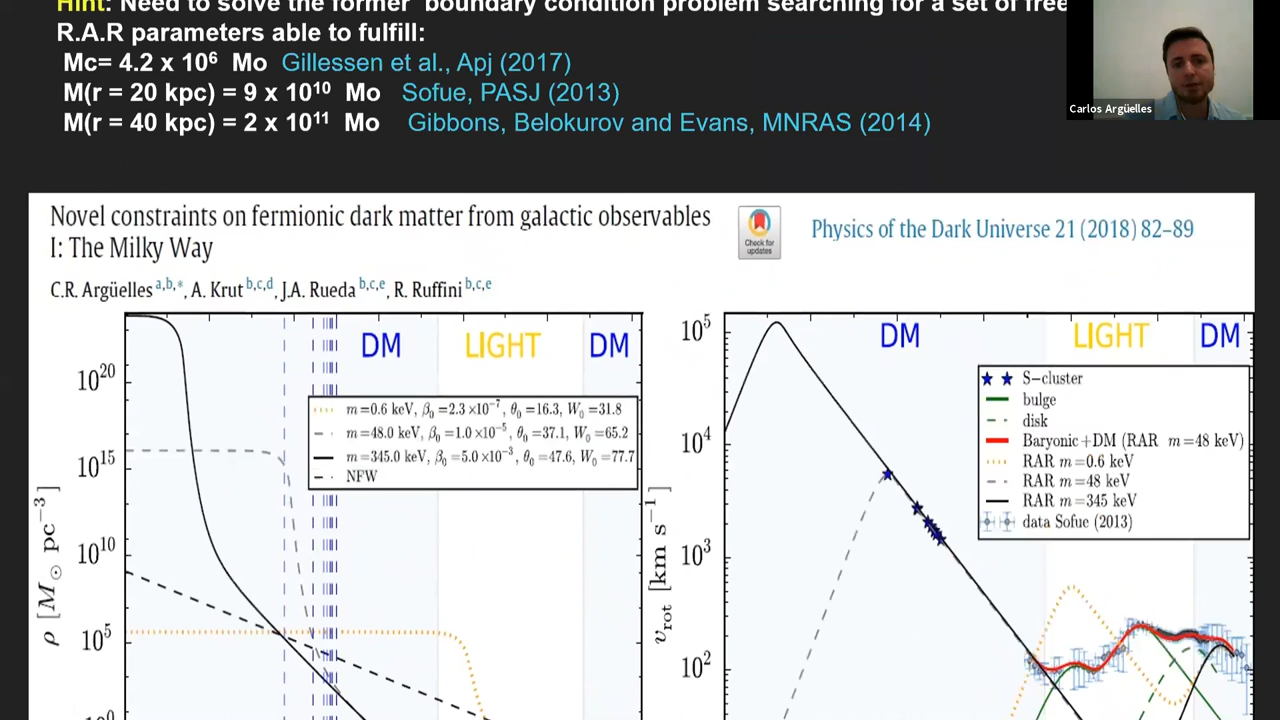 Hint: Need to solve the former boundary condition problem searching for a set of free
R.A.R parameters able to fulfill:
Mc= 4.2 x 10⁶ Mo Gillessen et al., Apj (2017)
M(r = 20 kpc) = 9 x 10¹⁰ Mo Sofue, PASJ (2013)
M(r = 40 kpc) = 2 x 10¹¹ Mo Gibbons, Belokurov and Evans, MNRAS (2014)
Carlos Argüelles
Novel constraints on fermionic dark matter from galactic observables
I: The Milky Way
Check for
updates
Physics of the Dark Universe 21 (2018) 82–89
C.R. Argüelles a,b,*, A. Krut b,c,d, J.A. Rueda b,c,e, R. Ruffini b,c,e
DM LIGHT DM
m=0.6 keV, β₀=2.3×10⁻⁷, θ₀=16.3, W₀=31.8
m=48.0 keV, β₀=1.0×10⁻⁵, θ₀=37.1, W₀=65.2
m=345.0 keV, β₀=5.0×10⁻³, θ₀=47.6, W₀=77.7
NFW
10²⁰
10¹⁵
10¹⁰
10⁵
10⁰
ρ [M⊙ pc⁻³]
DM LIGHT DM
S−cluster
bulge
disk
Baryonic+DM (RAR m=48 keV)
RAR m=0.6 keV
RAR m=48 keV
RAR m=345 keV
data Sofue (2013)
10⁵
10⁴
10³
10²
v_rot [km s⁻¹]